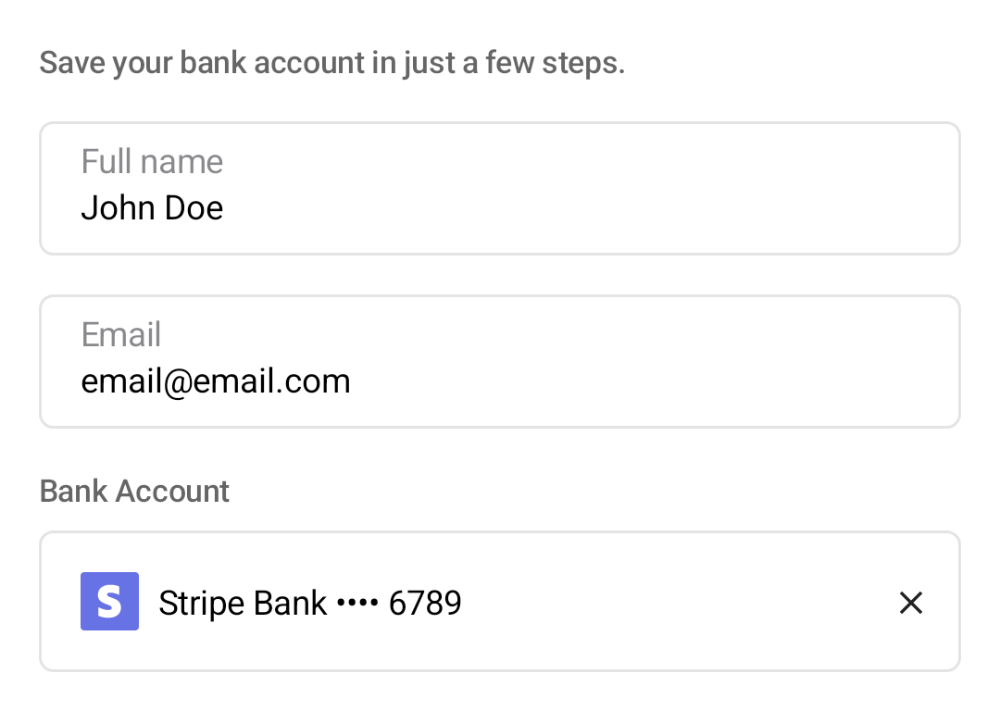 Save your bank account in just a few steps.
Full name
John Doe
Email
email@email.com
Bank Account
S Stripe Bank •••• 6789